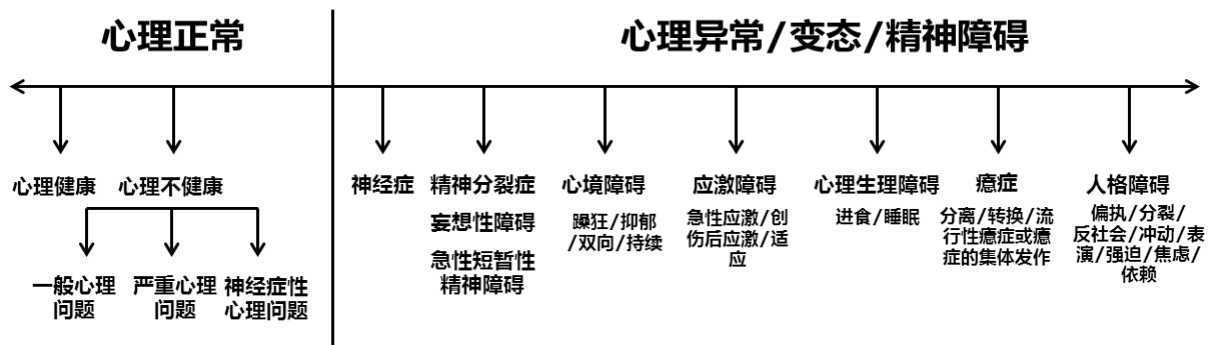 心理正常
心理异常/变态/精神障碍
心理健康
心理不健康
一般心理
问题
严重心理
问题
神经症性
心理问题
神经症
精神分裂症
妄想性障碍
急性短暂性
精神障碍
心境障碍
躁狂/抑郁
/双向/持续
应激障碍
急性应激/创
伤后应激/适
应
心理生理障碍
进食/睡眠
癔症
分离/转换/流
行性癔症或癔
症的集体发作
人格障碍
偏执/分裂/
反社会/冲动/表
演/强迫/焦虑/
依赖